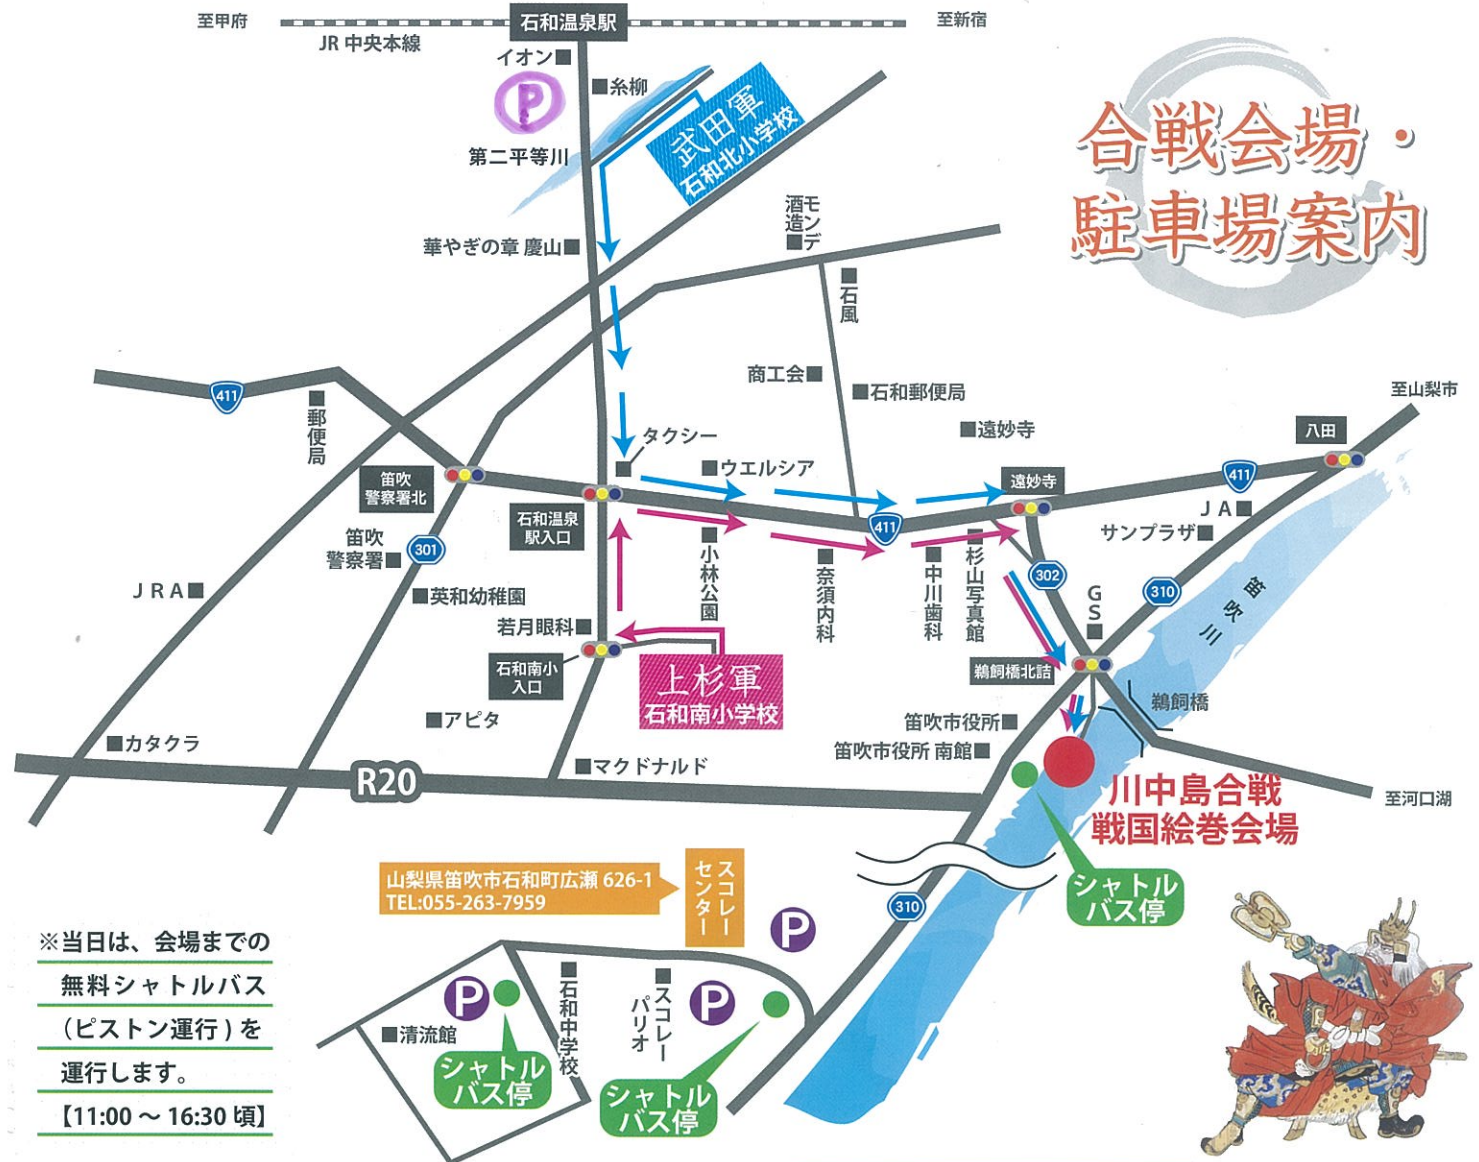 至甲府
石和温泉駅
至新宿
JR 中央本線
イオン■
■糸柳
P
第二平等川
武田軍
石和北小学校
合戦会場・
駐車場案内
華やぎの章 慶山■
モンデ
酒造■
■石風
商工会■
■石和郵便局
至山梨市
411
■郵便局
タクシー
■遠妙寺
八田
笛吹
警察署北
■ウエルシア
遠妙寺
411
JA■
石和温泉
駅入口
411
サンプラザ■
笛吹
警察署■
301
■小林公園
■奈須内科
■中川歯科
■杉山写真館
302
GS■
310
笛吹川
JRA■
■英和幼稚園
若月眼科■
石和南小
入口
上杉軍
石和南小学校
鵜飼橋北詰
鵜飼橋
■アピタ
笛吹市役所■
■カタクラ
笛吹市役所 南館■
■マクドナルド
R20
川中島合戦
戦国絵巻会場
至河口湖
山梨県笛吹市石和町広瀬 626-1
TEL:055-263-7959
スコレー
センター
シャトル
バス停
310
P
※当日は、会場までの
無料シャトルバス
（ピストン運行)を
運行します。
【11:00 〜 16:30 頃】
P
■石和中学校
■スコレー
パリオ
P
■清流館
シャトル
バス停
シャトル
バス停